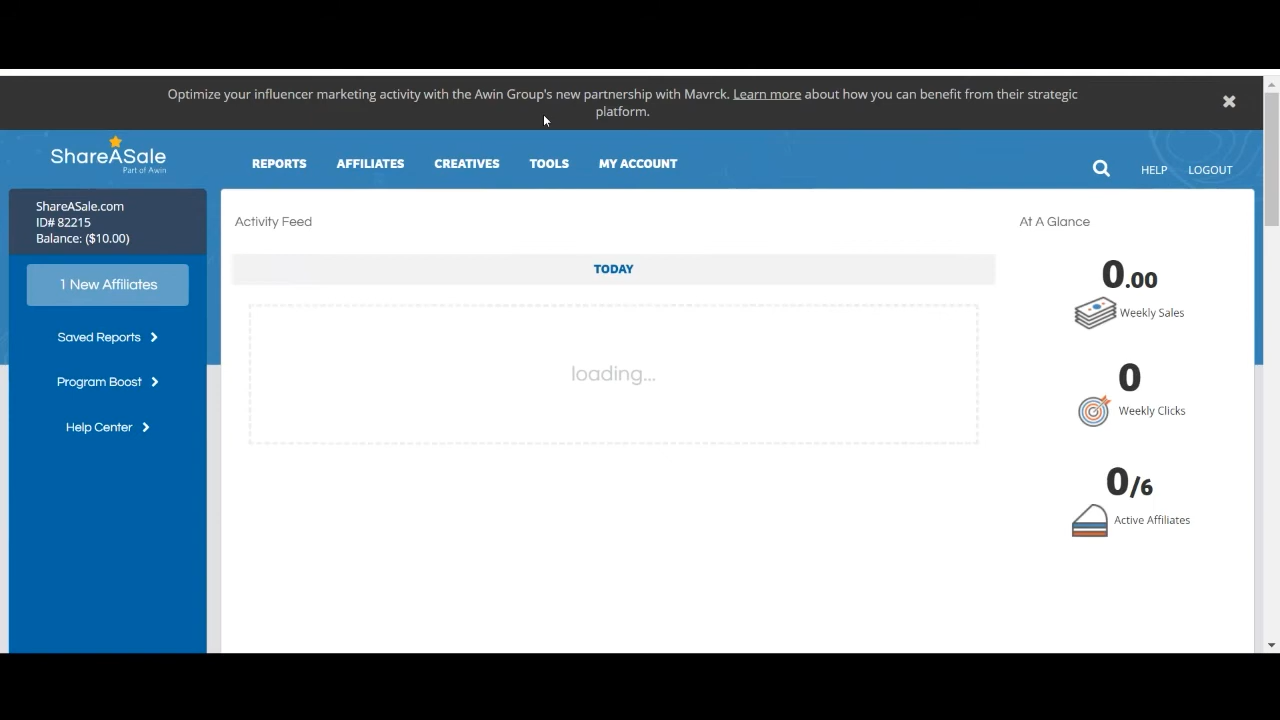 Optimize your influencer marketing activity with the Awin Group's new partnership with Mavrck. Learn more about how you can benefit from their strategic
platform.
ShareASale
Part of Awin
REPORTS AFFILIATES CREATIVES TOOLS MY ACCOUNT
HELP LOGOUT
ShareASale.com
ID# 82215
Balance: ($10.00)
1 New Affiliates
Saved Reports
Program Boost
Help Center
Activity Feed
TODAY
loading...
At A Glance
0.00
Weekly Sales
0
Weekly Clicks
0/6
Active Affiliates